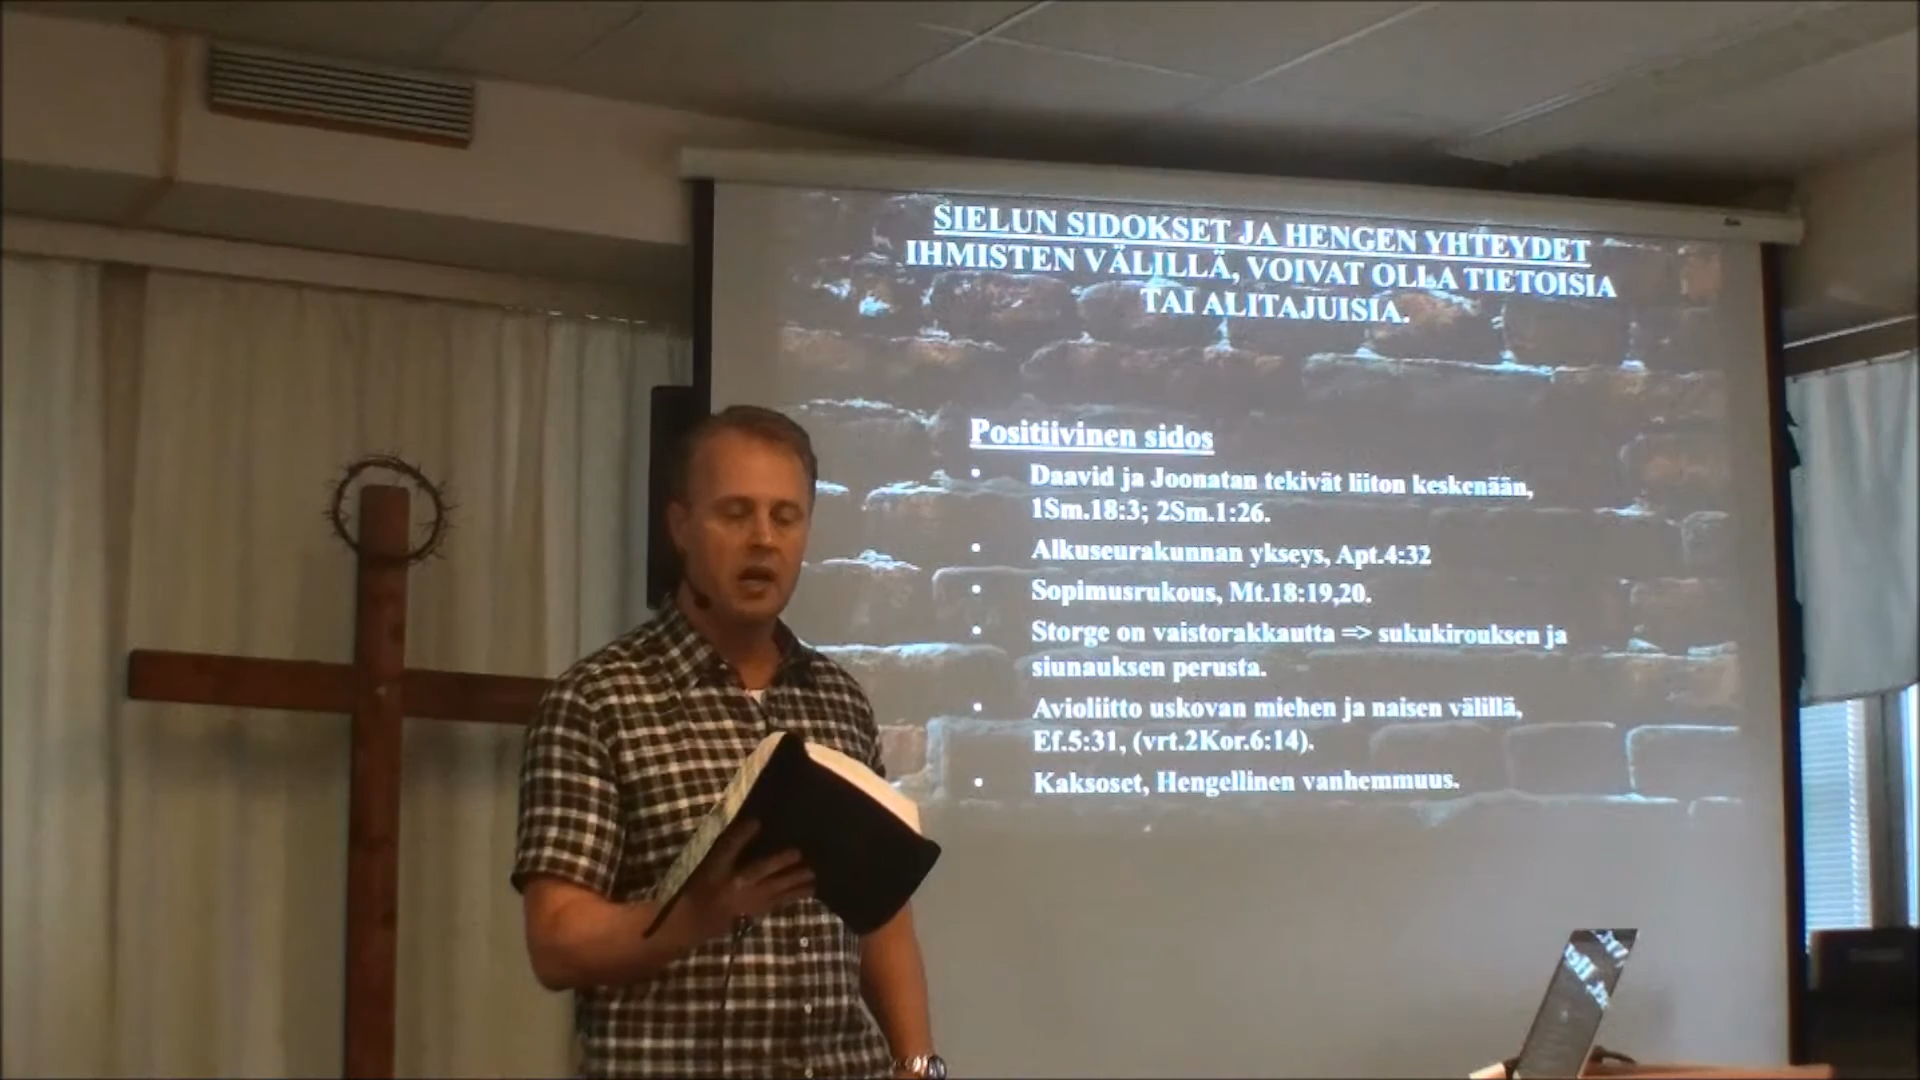 SIELUN SIDOKSET JA HENGEN YHTEYDET
IHMISTEN VÄLILLÄ, VOIVAT OLLA TIETOISIA
TAI ALITAJUISIA.
Positiivinen sidos
• Daavid ja Joonatan tekivät liiton keskenään,
1Sm.18:3; 2Sm.1:26.
• Alkuseurakunnan ykseys, Apt.4:32
• Sopimusrukous, Mt.18:19,20.
• Storge on vaistorakkautta => sukukirouksen ja
siunauksen perusta.
• Avioliitto uskovan miehen ja naisen välillä,
Ef.5:31, (vrt.2Kor.6:14).
• Kaksoset, Hengellinen vanhemmuus.